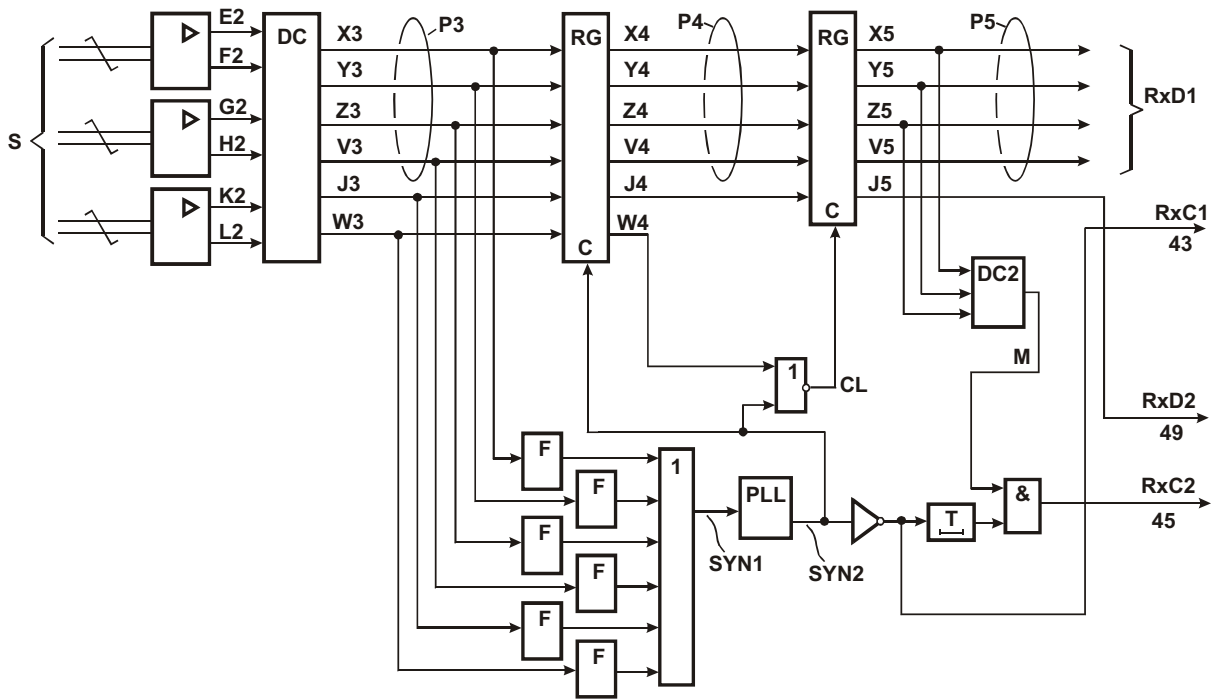 E2
F2
G2
H2
K2
L2
S
DC
X3
Y3
Z3
V3
J3
W3
P3
RG
C
X4
Y4
Z4
V4
J4
W4
P4
RG
C
X5
Y5
Z5
V5
J5
P5
RxD1
RxC1
43
DC2
M
1
CL
RxD2
49
F
F
F
F
F
F
1
PLL
SYN1
SYN2
T
&
RxC2
45